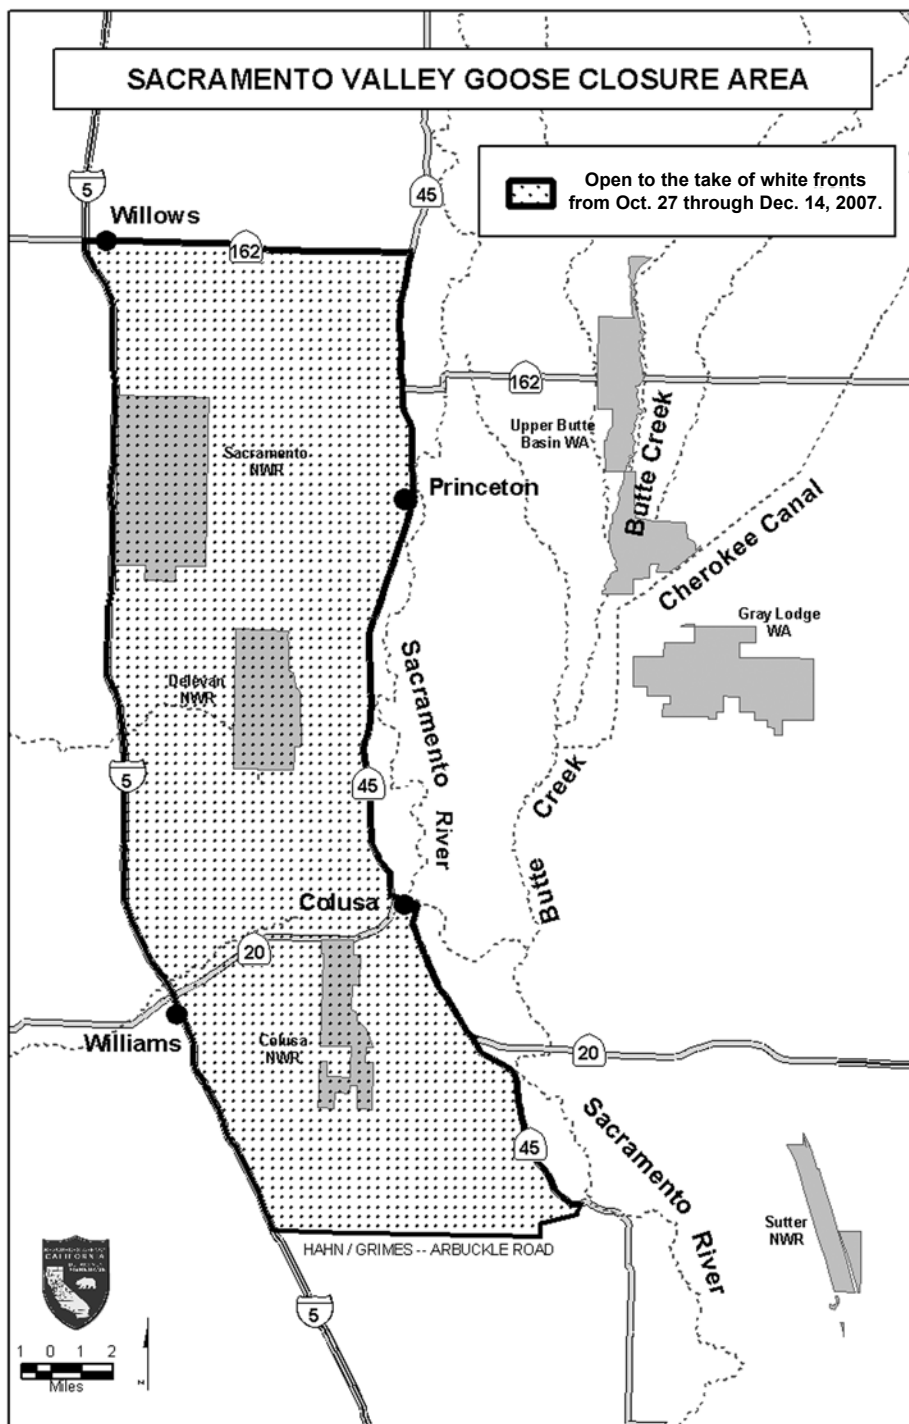 SACRAMENTO VALLEY GOOSE CLOSURE AREA
Open to the take of white fronts
from Oct. 27 through Dec. 14, 2007.
5
45
Willows
162
162
Upper Butte
Basin WA
Butte Creek
Sacramento
NWR
Princeton
Cherokee Canal
Gray Lodge
WA
Delevan
NWR
Sacramento
River
5
45
Creek
Butte
Colusa
20
Williams
Colusa
NWR
20
45
Sacramento
River
Sutter
NWR
HAHN / GRIMES -- ARBUCKLE ROAD
5
CALIFORNIA
1 0 1 2
Miles
N